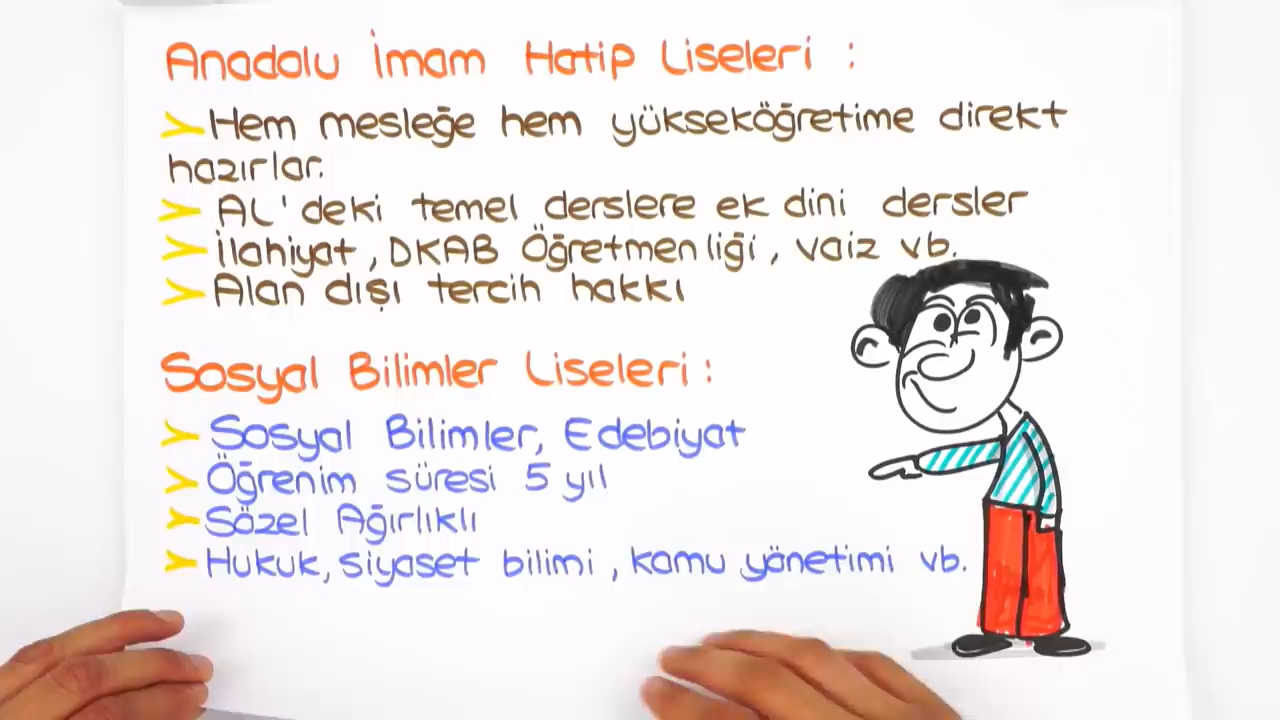 Anadolu İmam Hatip Liseleri :
Hem mesleğe hem yükseköğretime direkt
hazırlar.
AL'deki temel derslere ek dini dersler
İlahiyat, DKAB Öğretmenliği, vaiz vb.
Alan dışı tercih hakkı
Sosyal Bilimler Liseleri :
Sosyal Bilimler, Edebiyat
Öğrenim süresi 5 yıl
Sözel Ağırlıklı
Hukuk, siyaset bilimi, kamu yönetimi vb.